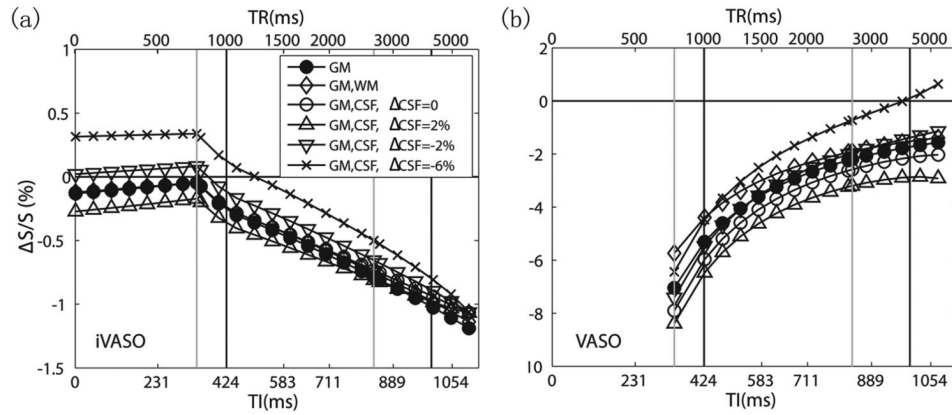 (a)
TR(ms)
0 500 1000 2000 3000 5000
1
0.5
0
-0.5
-1
-1.5
ΔS/S (%)
GM
GM,WM
GM,CSF, ΔCSF=0
GM,CSF, ΔCSF=2%
GM,CSF, ΔCSF=-2%
GM,CSF, ΔCSF=-6%
iVASO
0 231 424 583 711 889 1054
TI(ms)
(b)
TR(ms)
0 500 1000 2000 3000 5000
2
0
-2
-4
-6
-8
10
VASO
0 231 424 583 711 889 1054
TI(ms)